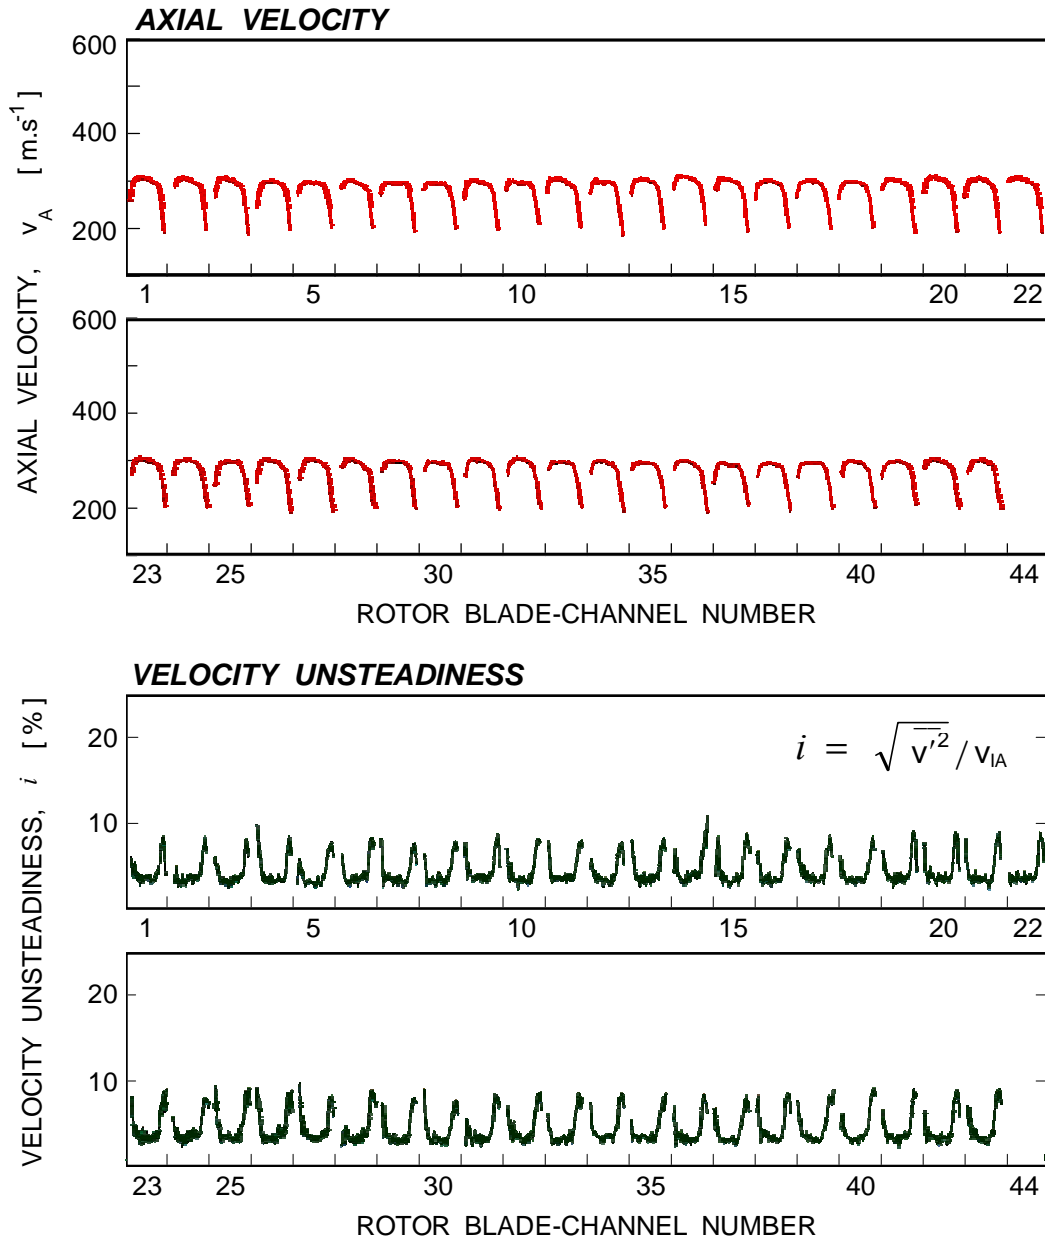 AXIAL VELOCITY
AXIAL VELOCITY, v_A [m.s⁻¹]
600
400
200
1 5 10 15 20 22
600
400
200
23 25 30 35 40 44
ROTOR BLADE-CHANNEL NUMBER
VELOCITY UNSTEADINESS
VELOCITY UNSTEADINESS, i [%]
20
i = √v′² / v_IA
10
1 5 10 15 20 22
20
10
23 25 30 35 40 44
ROTOR BLADE-CHANNEL NUMBER